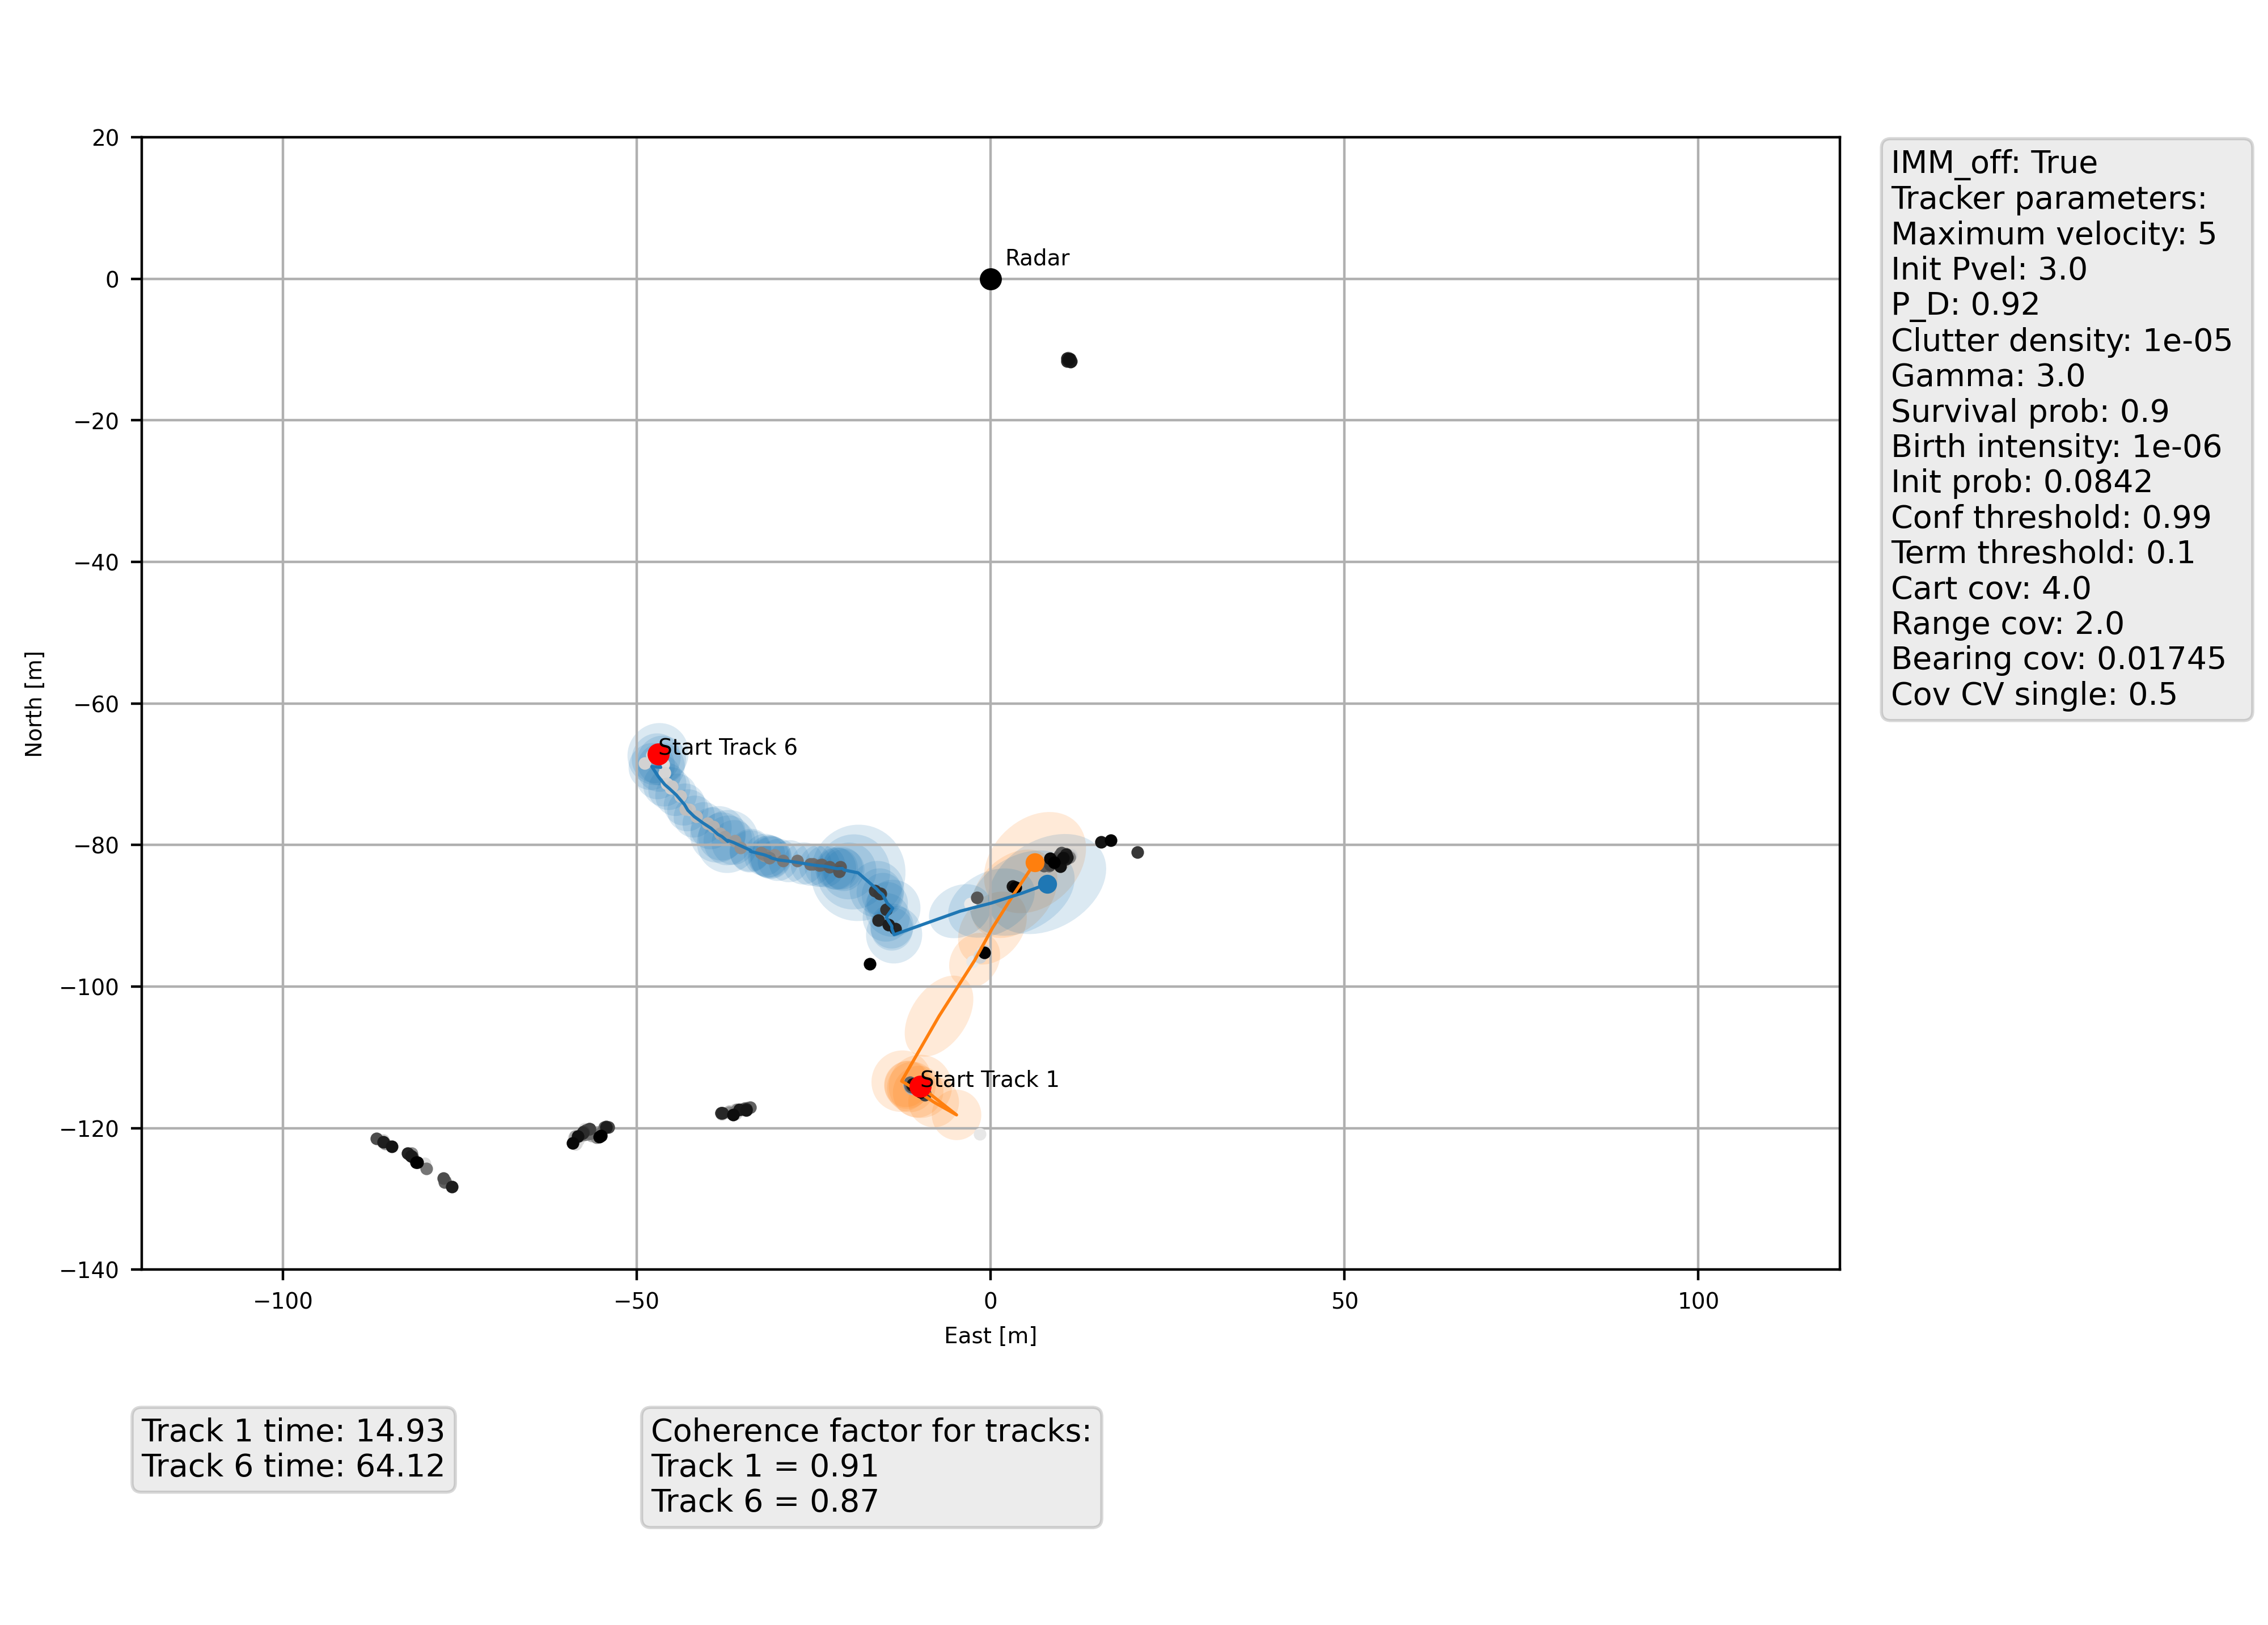 20
0
−20
−40
−60
−80
−100
−120
−140
North [m]
−100
−50
0
50
100
East [m]
Radar
Start Track 6
Start Track 1
IMM_off: True
Tracker parameters:
Maximum velocity: 5
Init Pvel: 3.0
P_D: 0.92
Clutter density: 1e-05
Gamma: 3.0
Survival prob: 0.9
Birth intensity: 1e-06
Init prob: 0.0842
Conf threshold: 0.99
Term threshold: 0.1
Cart cov: 4.0
Range cov: 2.0
Bearing cov: 0.01745
Cov CV single: 0.5
Track 1 time: 14.93
Track 6 time: 64.12
Coherence factor for tracks:
Track 1 = 0.91
Track 6 = 0.87